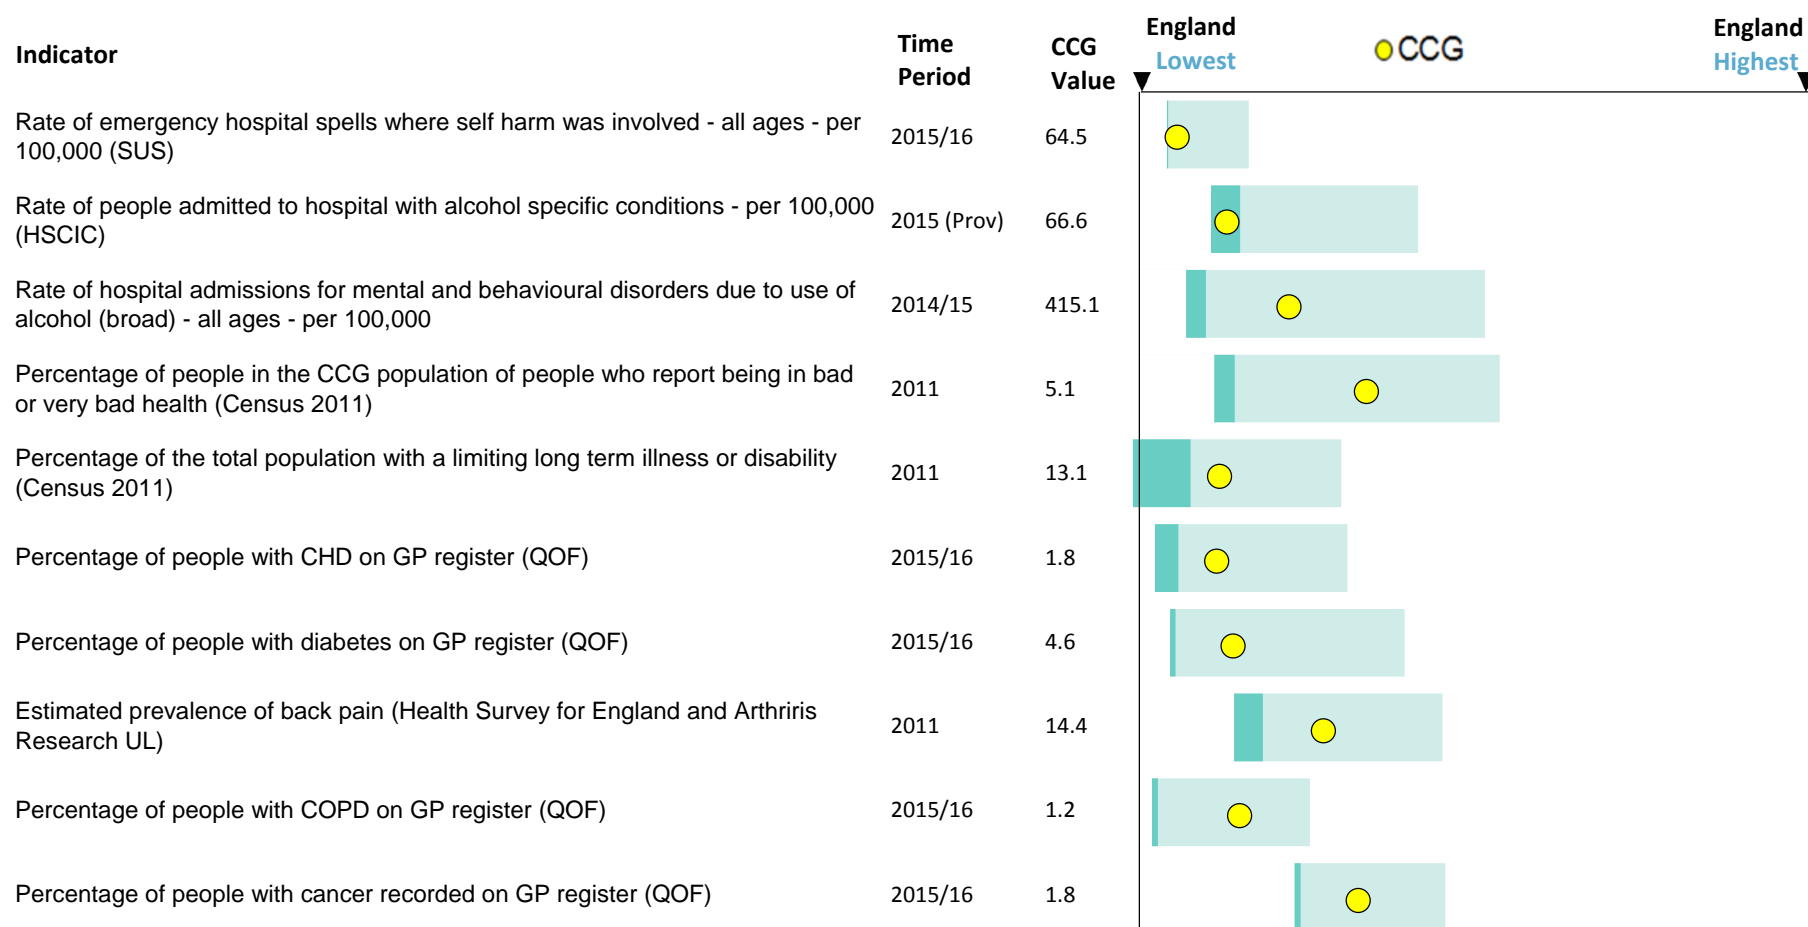 Indicator
Time
Period
CCG
Value
England
Lowest
CCG
England
Highest
Rate of emergency hospital spells where self harm was involved - all ages - per
100,000 (SUS)
2015/16
64.5
Rate of people admitted to hospital with alcohol specific conditions - per 100,000
(HSCIC)
2015 (Prov)
66.6
Rate of hospital admissions for mental and behavioural disorders due to use of
alcohol (broad) - all ages - per 100,000
2014/15
415.1
Percentage of people in the CCG population of people who report being in bad
or very bad health (Census 2011)
2011
5.1
Percentage of the total population with a limiting long term illness or disability
(Census 2011)
2011
13.1
Percentage of people with CHD on GP register (QOF)
2015/16
1.8
Percentage of people with diabetes on GP register (QOF)
2015/16
4.6
Estimated prevalence of back pain (Health Survey for England and Arthriris
Research UL)
2011
14.4
Percentage of people with COPD on GP register (QOF)
2015/16
1.2
Percentage of people with cancer recorded on GP register (QOF)
2015/16
1.8